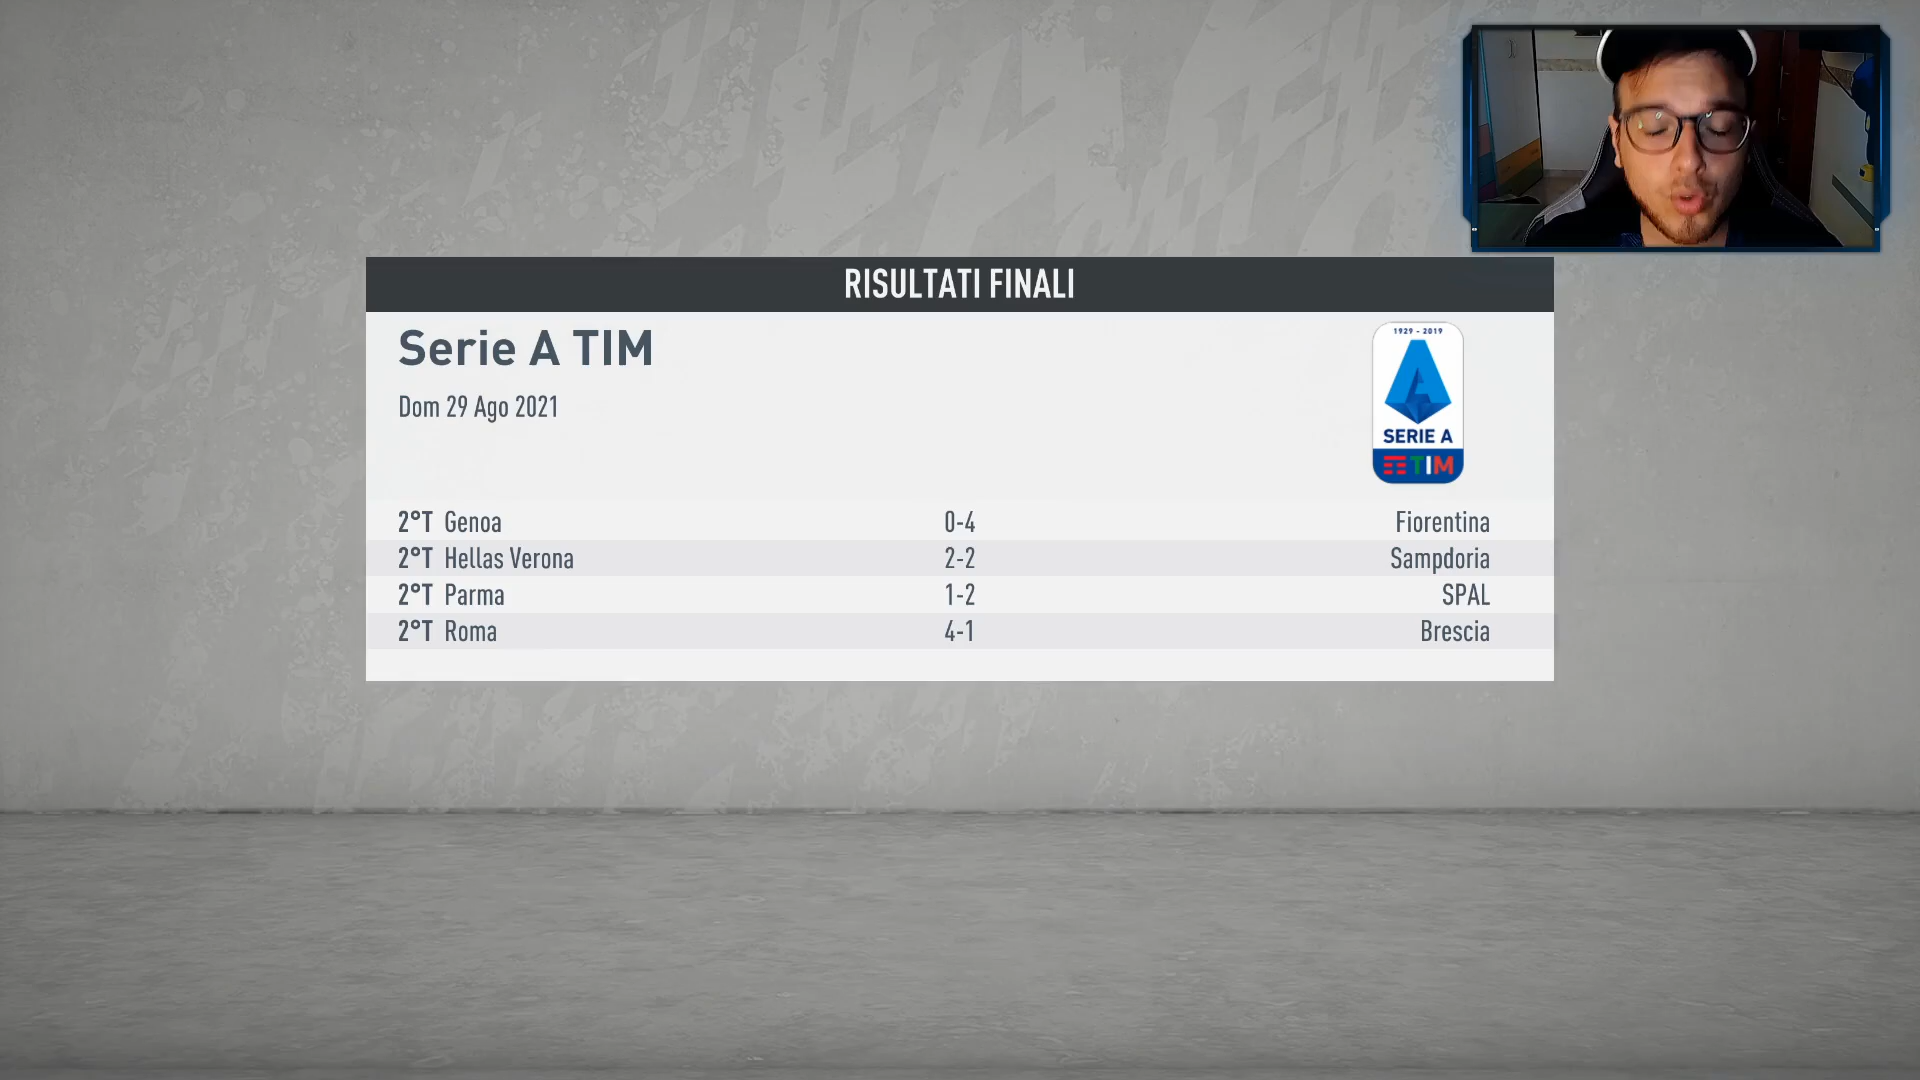 RISULTATI FINALI
Serie A TIM
Dom 29 Ago 2021
1929 - 2019
SERIE A
TIM
2°T Genoa 0-4 Fiorentina
2°T Hellas Verona 2-2 Sampdoria
2°T Parma 1-2 SPAL
2°T Roma 4-1 Brescia